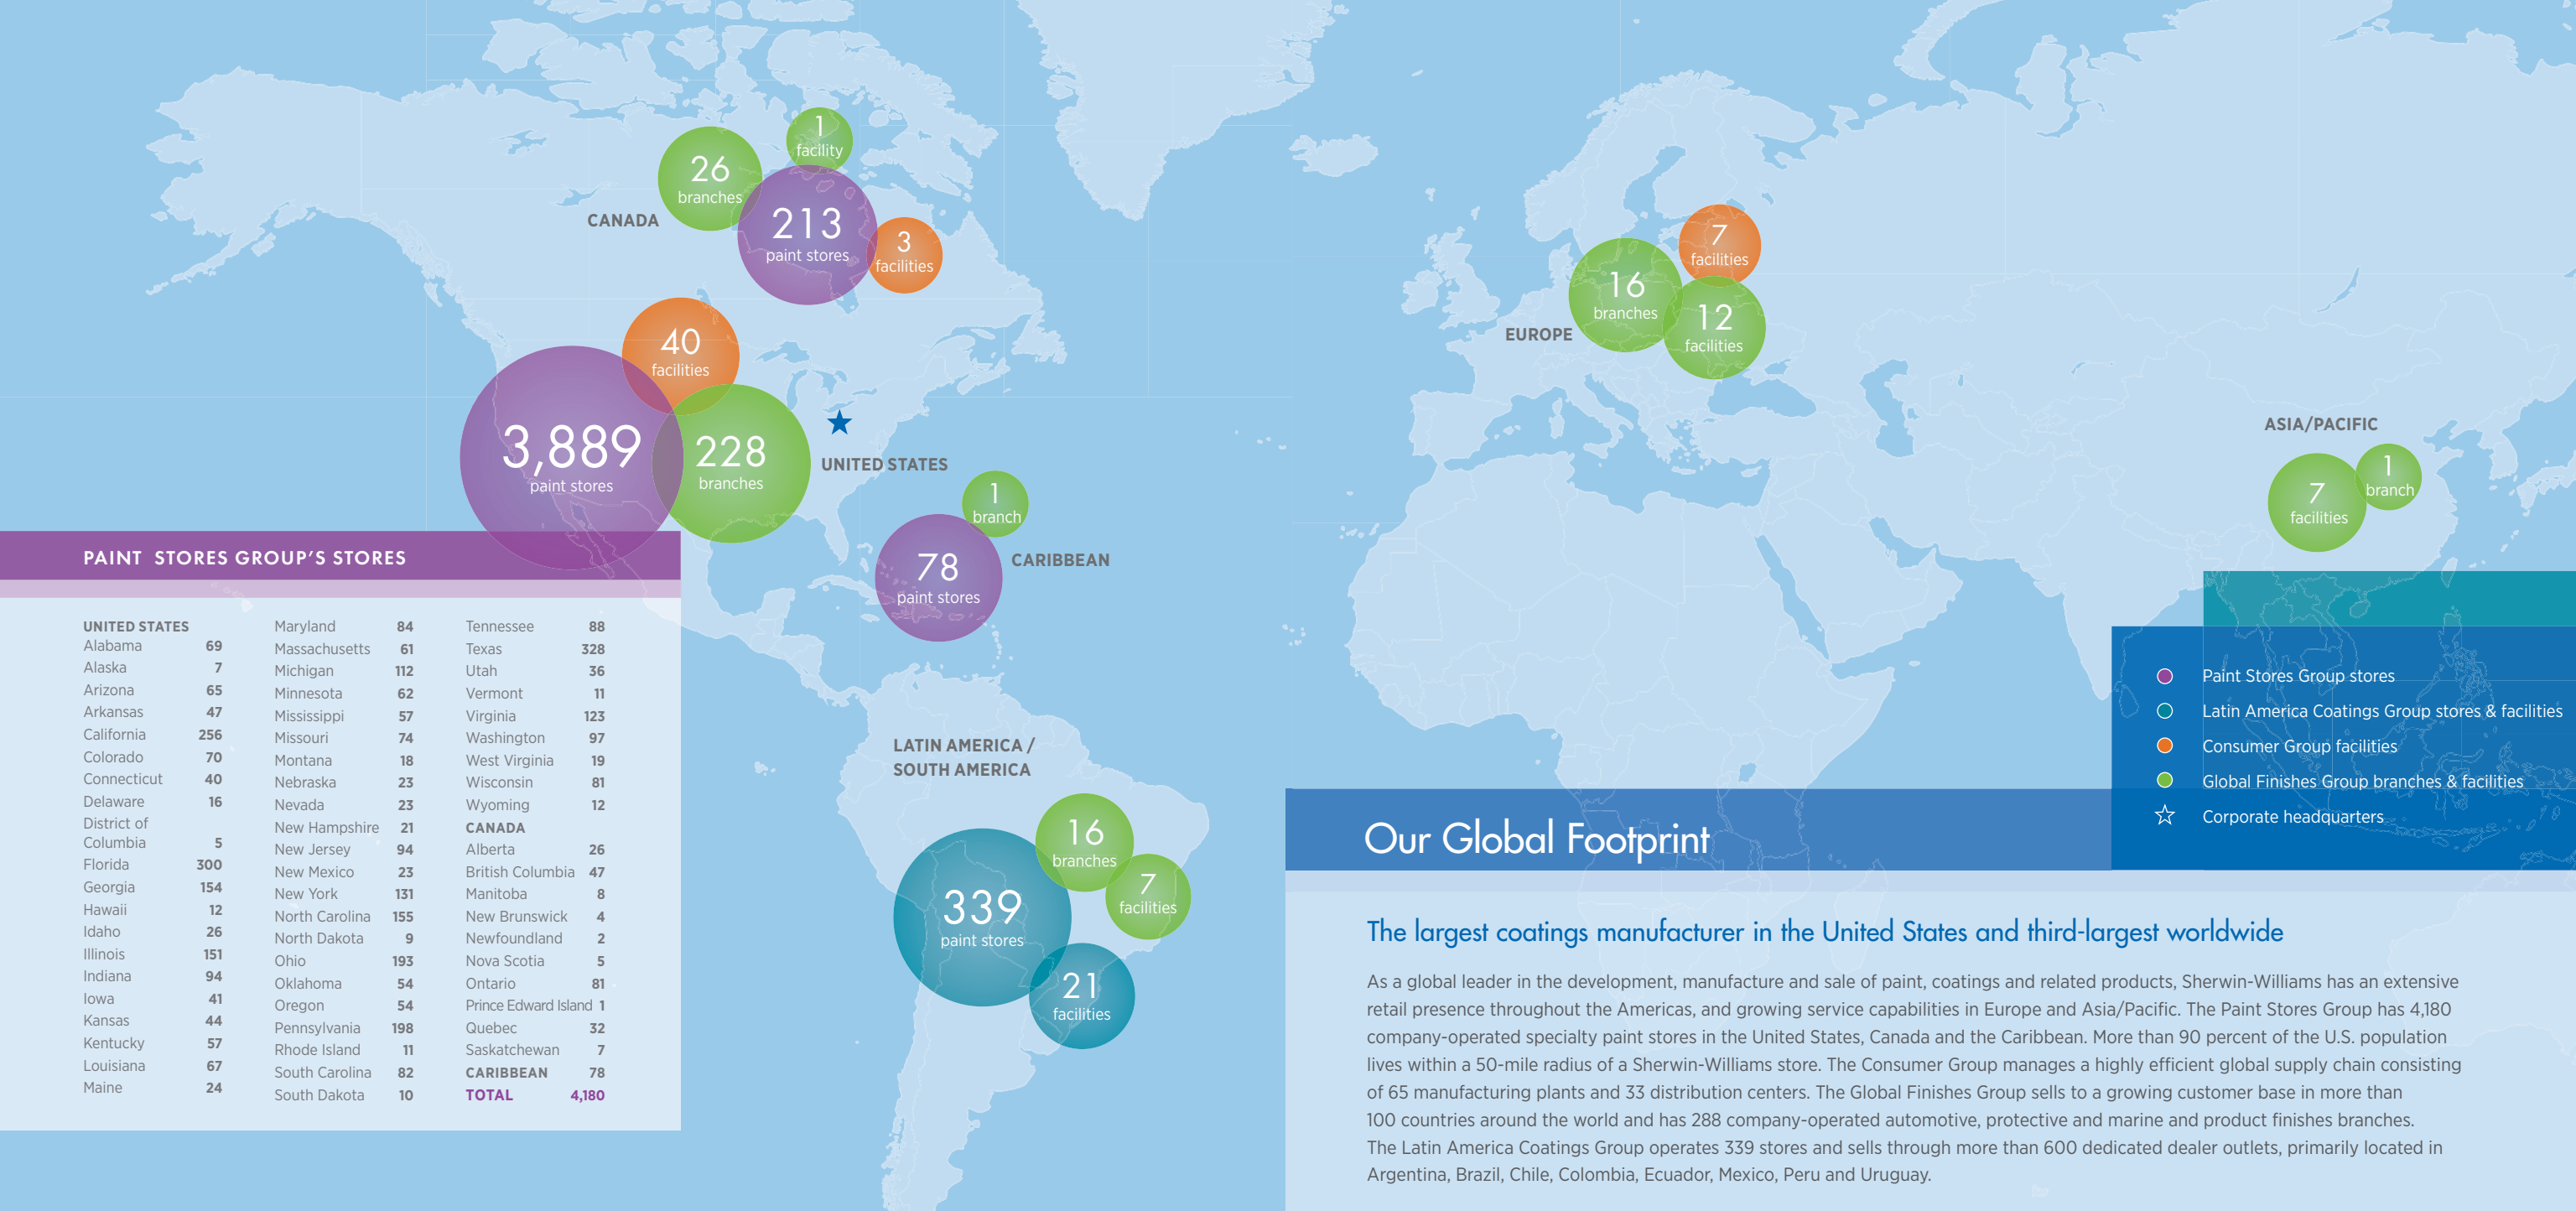 1
facility
26
branches
213
paint stores
CANADA
3
facilities
40
facilities
3,889
paint stores
228
branches
UNITED STATES
1
branch
78
paint stores
CARIBBEAN
LATIN AMERICA /
SOUTH AMERICA
16
branches
7
facilities
339
paint stores
21
facilities
7
facilities
16
branches
12
facilities
EUROPE
ASIA/PACIFIC
1
branch
7
facilities
PAINT STORES GROUP'S STORES
UNITED STATES
Alabama 69
Alaska 7
Arizona 65
Arkansas 47
California 256
Colorado 70
Connecticut 40
Delaware 16
District of
Columbia 5
Florida 300
Georgia 154
Hawaii 12
Idaho 26
Illinois 151
Indiana 94
Iowa 41
Kansas 44
Kentucky 57
Louisiana 67
Maine 24
Maryland 84
Massachusetts 61
Michigan 112
Minnesota 62
Mississippi 57
Missouri 74
Montana 18
Nebraska 23
Nevada 23
New Hampshire 21
New Jersey 94
New Mexico 23
New York 131
North Carolina 155
North Dakota 9
Ohio 193
Oklahoma 54
Oregon 54
Pennsylvania 198
Rhode Island 11
South Carolina 82
South Dakota 10
Tennessee 88
Texas 328
Utah 36
Vermont 11
Virginia 123
Washington 97
West Virginia 19
Wisconsin 81
Wyoming 12
CANADA
Alberta 26
British Columbia 47
Manitoba 8
New Brunswick 4
Newfoundland 2
Nova Scotia 5
Ontario 81
Prince Edward Island 1
Quebec 32
Saskatchewan 7
CARIBBEAN 78
TOTAL 4,180
Paint Stores Group stores
Latin America Coatings Group stores & facilities
Consumer Group facilities
Global Finishes Group branches & facilities
Corporate headquarters
Our Global Footprint
The largest coatings manufacturer in the United States and third-largest worldwide
As a global leader in the development, manufacture and sale of paint, coatings and related products, Sherwin-Williams has an extensive
retail presence throughout the Americas, and growing service capabilities in Europe and Asia/Pacific. The Paint Stores Group has 4,180
company-operated specialty paint stores in the United States, Canada and the Caribbean. More than 90 percent of the U.S. population
lives within a 50-mile radius of a Sherwin-Williams store. The Consumer Group manages a highly efficient global supply chain consisting
of 65 manufacturing plants and 33 distribution centers. The Global Finishes Group sells to a growing customer base in more than
100 countries around the world and has 288 company-operated automotive, protective and marine and product finishes branches.
The Latin America Coatings Group operates 339 stores and sells through more than 600 dedicated dealer outlets, primarily located in
Argentina, Brazil, Chile, Colombia, Ecuador, Mexico, Peru and Uruguay.